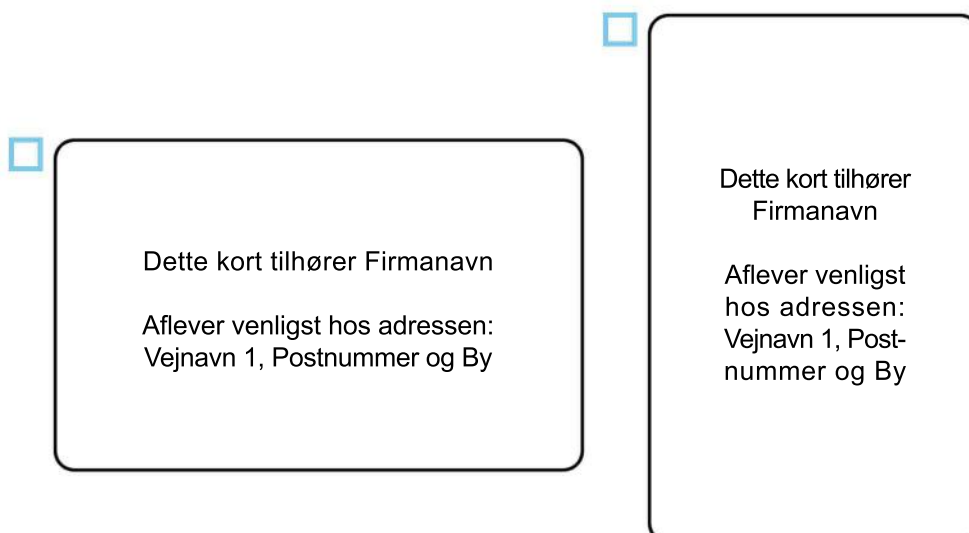 Dette kort tilhører Firmanavn
Aflever venligst hos adressen:
Vejnavn 1, Postnummer og By
Dette kort tilhører
Firmanavn
Aflever venligst
hos adressen:
Vejnavn 1, Post-
nummer og By